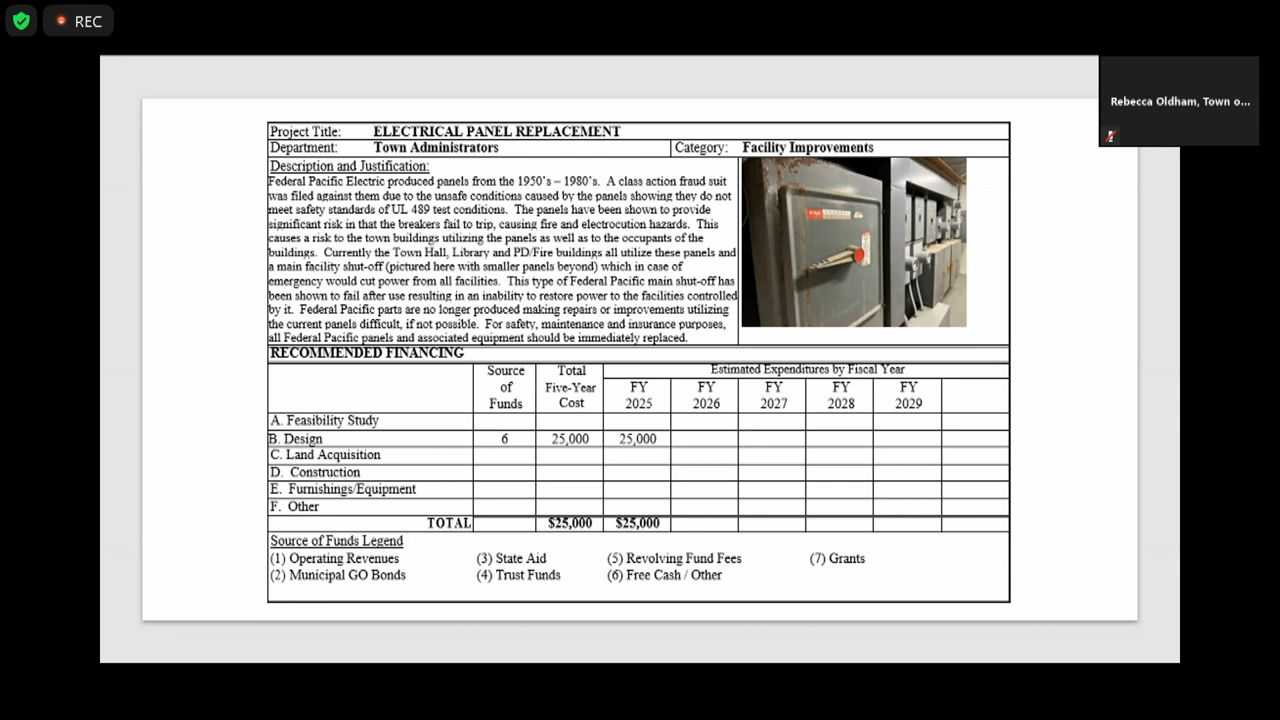 REC
Rebecca Oldham, Town o...
Project Title: ELECTRICAL PANEL REPLACEMENT
Department: Town Administrators Category: Facility Improvements
Description and Justification:
Federal Pacific Electric produced panels from the 1950's – 1980's. A class action fraud suit
was filed against them due to the unsafe conditions caused by the panels showing they do not
meet safety standards of UL 489 test conditions. The panels have been shown to provide
significant risk in that the breakers fail to trip, causing fire and electrocution hazards. This
causes a risk to the town buildings utilizing the panels as well as to the occupants of the
buildings. Currently the Town Hall, Library and PD/Fire buildings all utilize these panels and
a main facility shut-off (pictured here with smaller panels beyond) which in case of
emergency would cut power from all facilities. This type of Federal Pacific main shut-off has
been shown to fail after use resulting in an inability to restore power to the facilities controlled
by it. Federal Pacific parts are no longer produced making repairs or improvements utilizing
the current panels difficult, if not possible. For safety, maintenance and insurance purposes,
all Federal Pacific panels and associated equipment should be immediately replaced.
RECOMMENDED FINANCING
Source of Funds Total Five-Year Cost Estimated Expenditures by Fiscal Year
FY 2025 FY 2026 FY 2027 FY 2028 FY 2029
A. Feasibility Study
B. Design 6 25,000 25,000
C. Land Acquisition
D. Construction
E. Furnishings/Equipment
F. Other
TOTAL $25,000 $25,000
Source of Funds Legend
(1) Operating Revenues (3) State Aid (5) Revolving Fund Fees (7) Grants
(2) Municipal GO Bonds (4) Trust Funds (6) Free Cash / Other